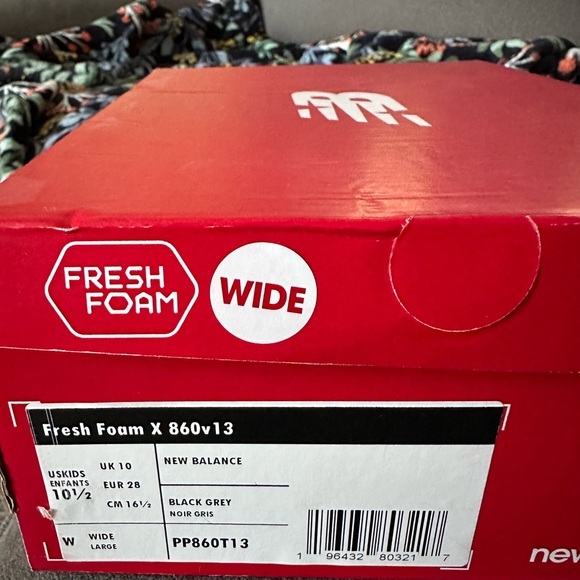 FRESH
FOAM
WIDE
Fresh Foam X 860v13
USKIDS
ENFANTS
10½
UK 10
EUR 28
CM 16½
NEW BALANCE
BLACK GREY
NOIR GRIS
W
WIDE
LARGE
PP860T13
1 96432 80321 7
new